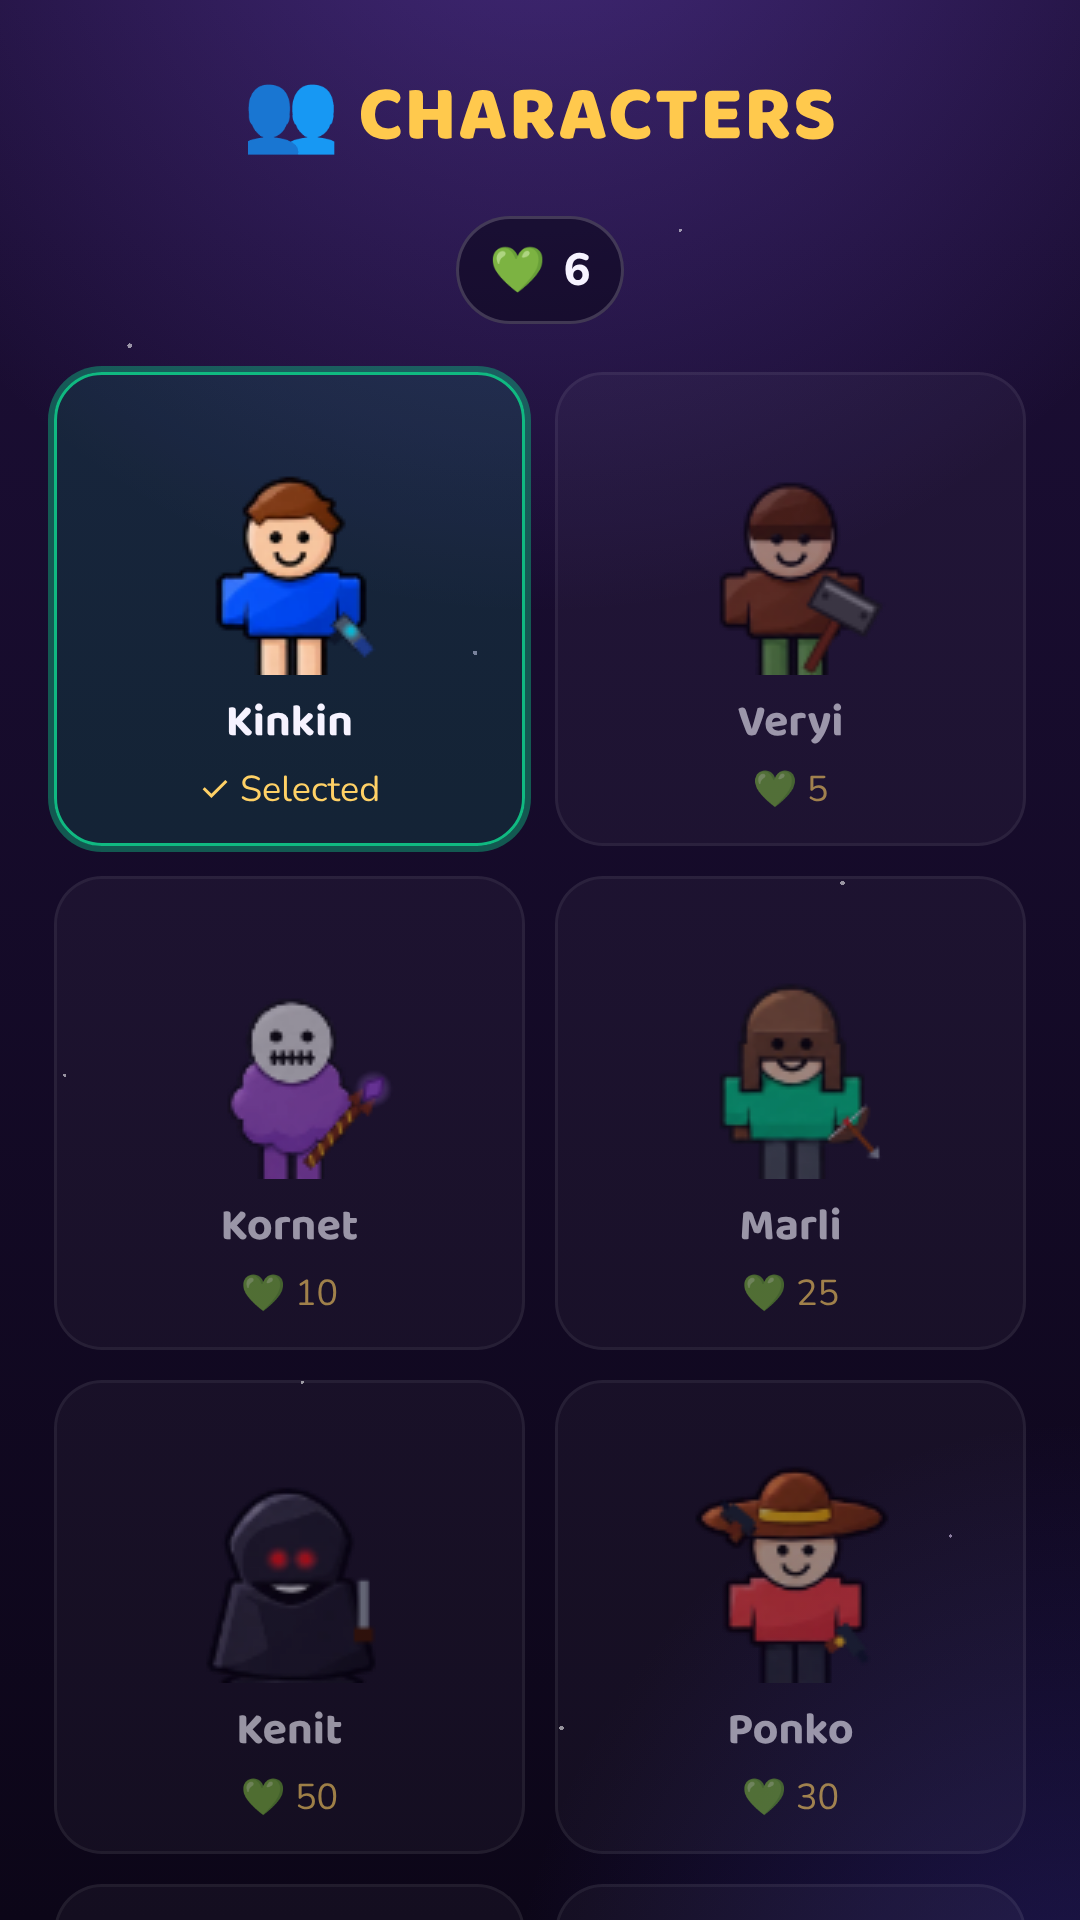 👥 CHARACTERS
💚 6
Kinkin
✓ Selected
Veryi
💚 5
Kornet
💚 10
Marli
💚 25
Kenit
💚 50
Ponko
💚 30